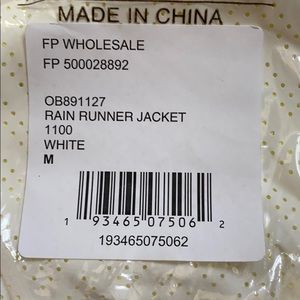 MADE IN CHINA
FP WHOLESALE
FP 500028892
OB891127
RAIN RUNNER JACKET
1100
WHITE
M
1 93465 07506 2
193465075062